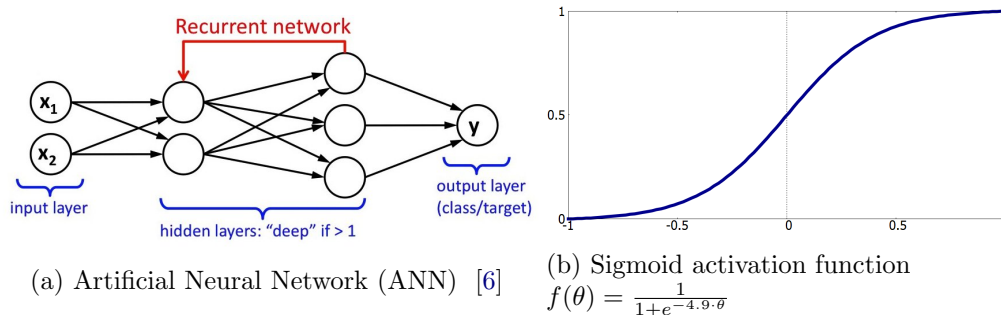 Recurrent network
x1
x2
y
input layer
hidden layers: “deep” if > 1
output layer
(class/target)
(a) Artificial Neural Network (ANN) [6]
1
0.5
0
-1
-0.5
0
0.5
(b) Sigmoid activation function
f(θ) = 1/(1+e^{-4.9·θ})